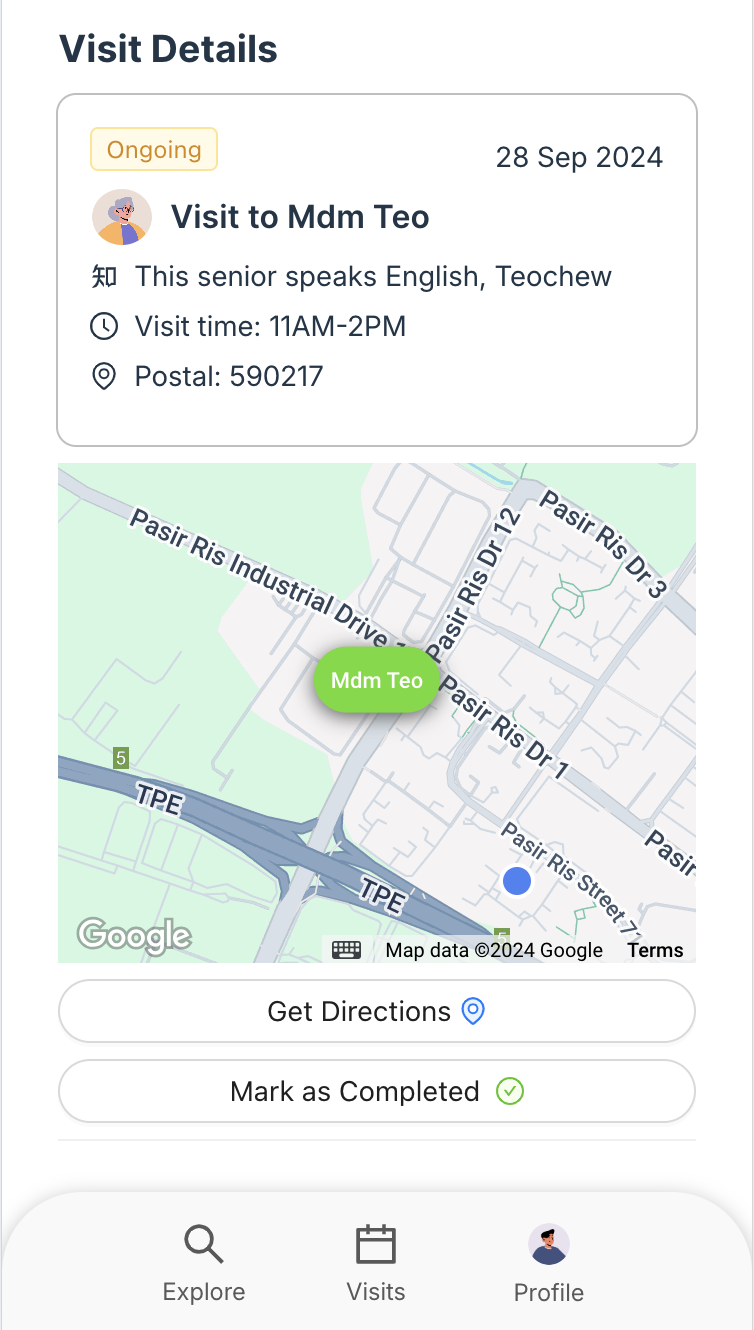 Visit Details
Ongoing
28 Sep 2024
Visit to Mdm Teo
知 This senior speaks English, Teochew
Visit time: 11AM-2PM
Postal: 590217
Pasir Ris Industrial Drive 1
Pasir Ris Dr 12
Pasir Ris Dr 3
Mdm Teo
Pasir Ris Dr 1
5
TPE
Pasir
Pasir Ris Street 71
TPE
5
Google
Map data ©2024 Google
Terms
Get Directions
Mark as Completed
Explore
Visits
Profile